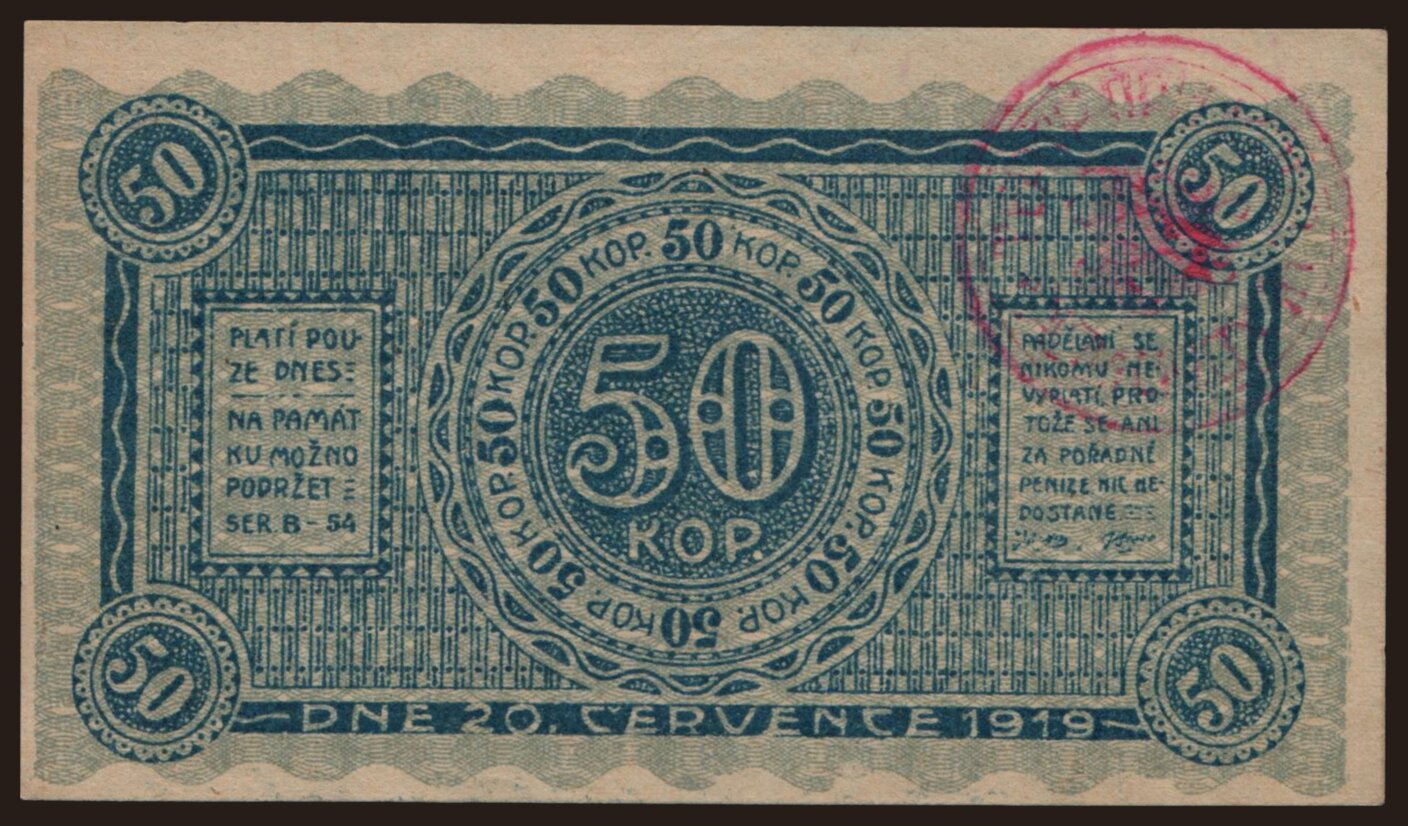 50
50
50 KOP. 50 KOP. 50 KOP. 50 KOP. 50 KOP. 50 KOP. 50 KOP. 50 KOP. 50 KOP.
PLATÍ POU-
ZE DNES=
NA PAMÁT
KU MOŽNO
PODRŽET =
SER. B - 54
50
KOP.
PADĚLÁNÍ SE
NIKOMU NE-
VYPLATÍ, PRO-
TOŽE SE ANI
ZA POŘÁDNÉ
PENÍZE NIC NE-
DOSTANE
50
50
DNE 20. ČERVENCE 1919